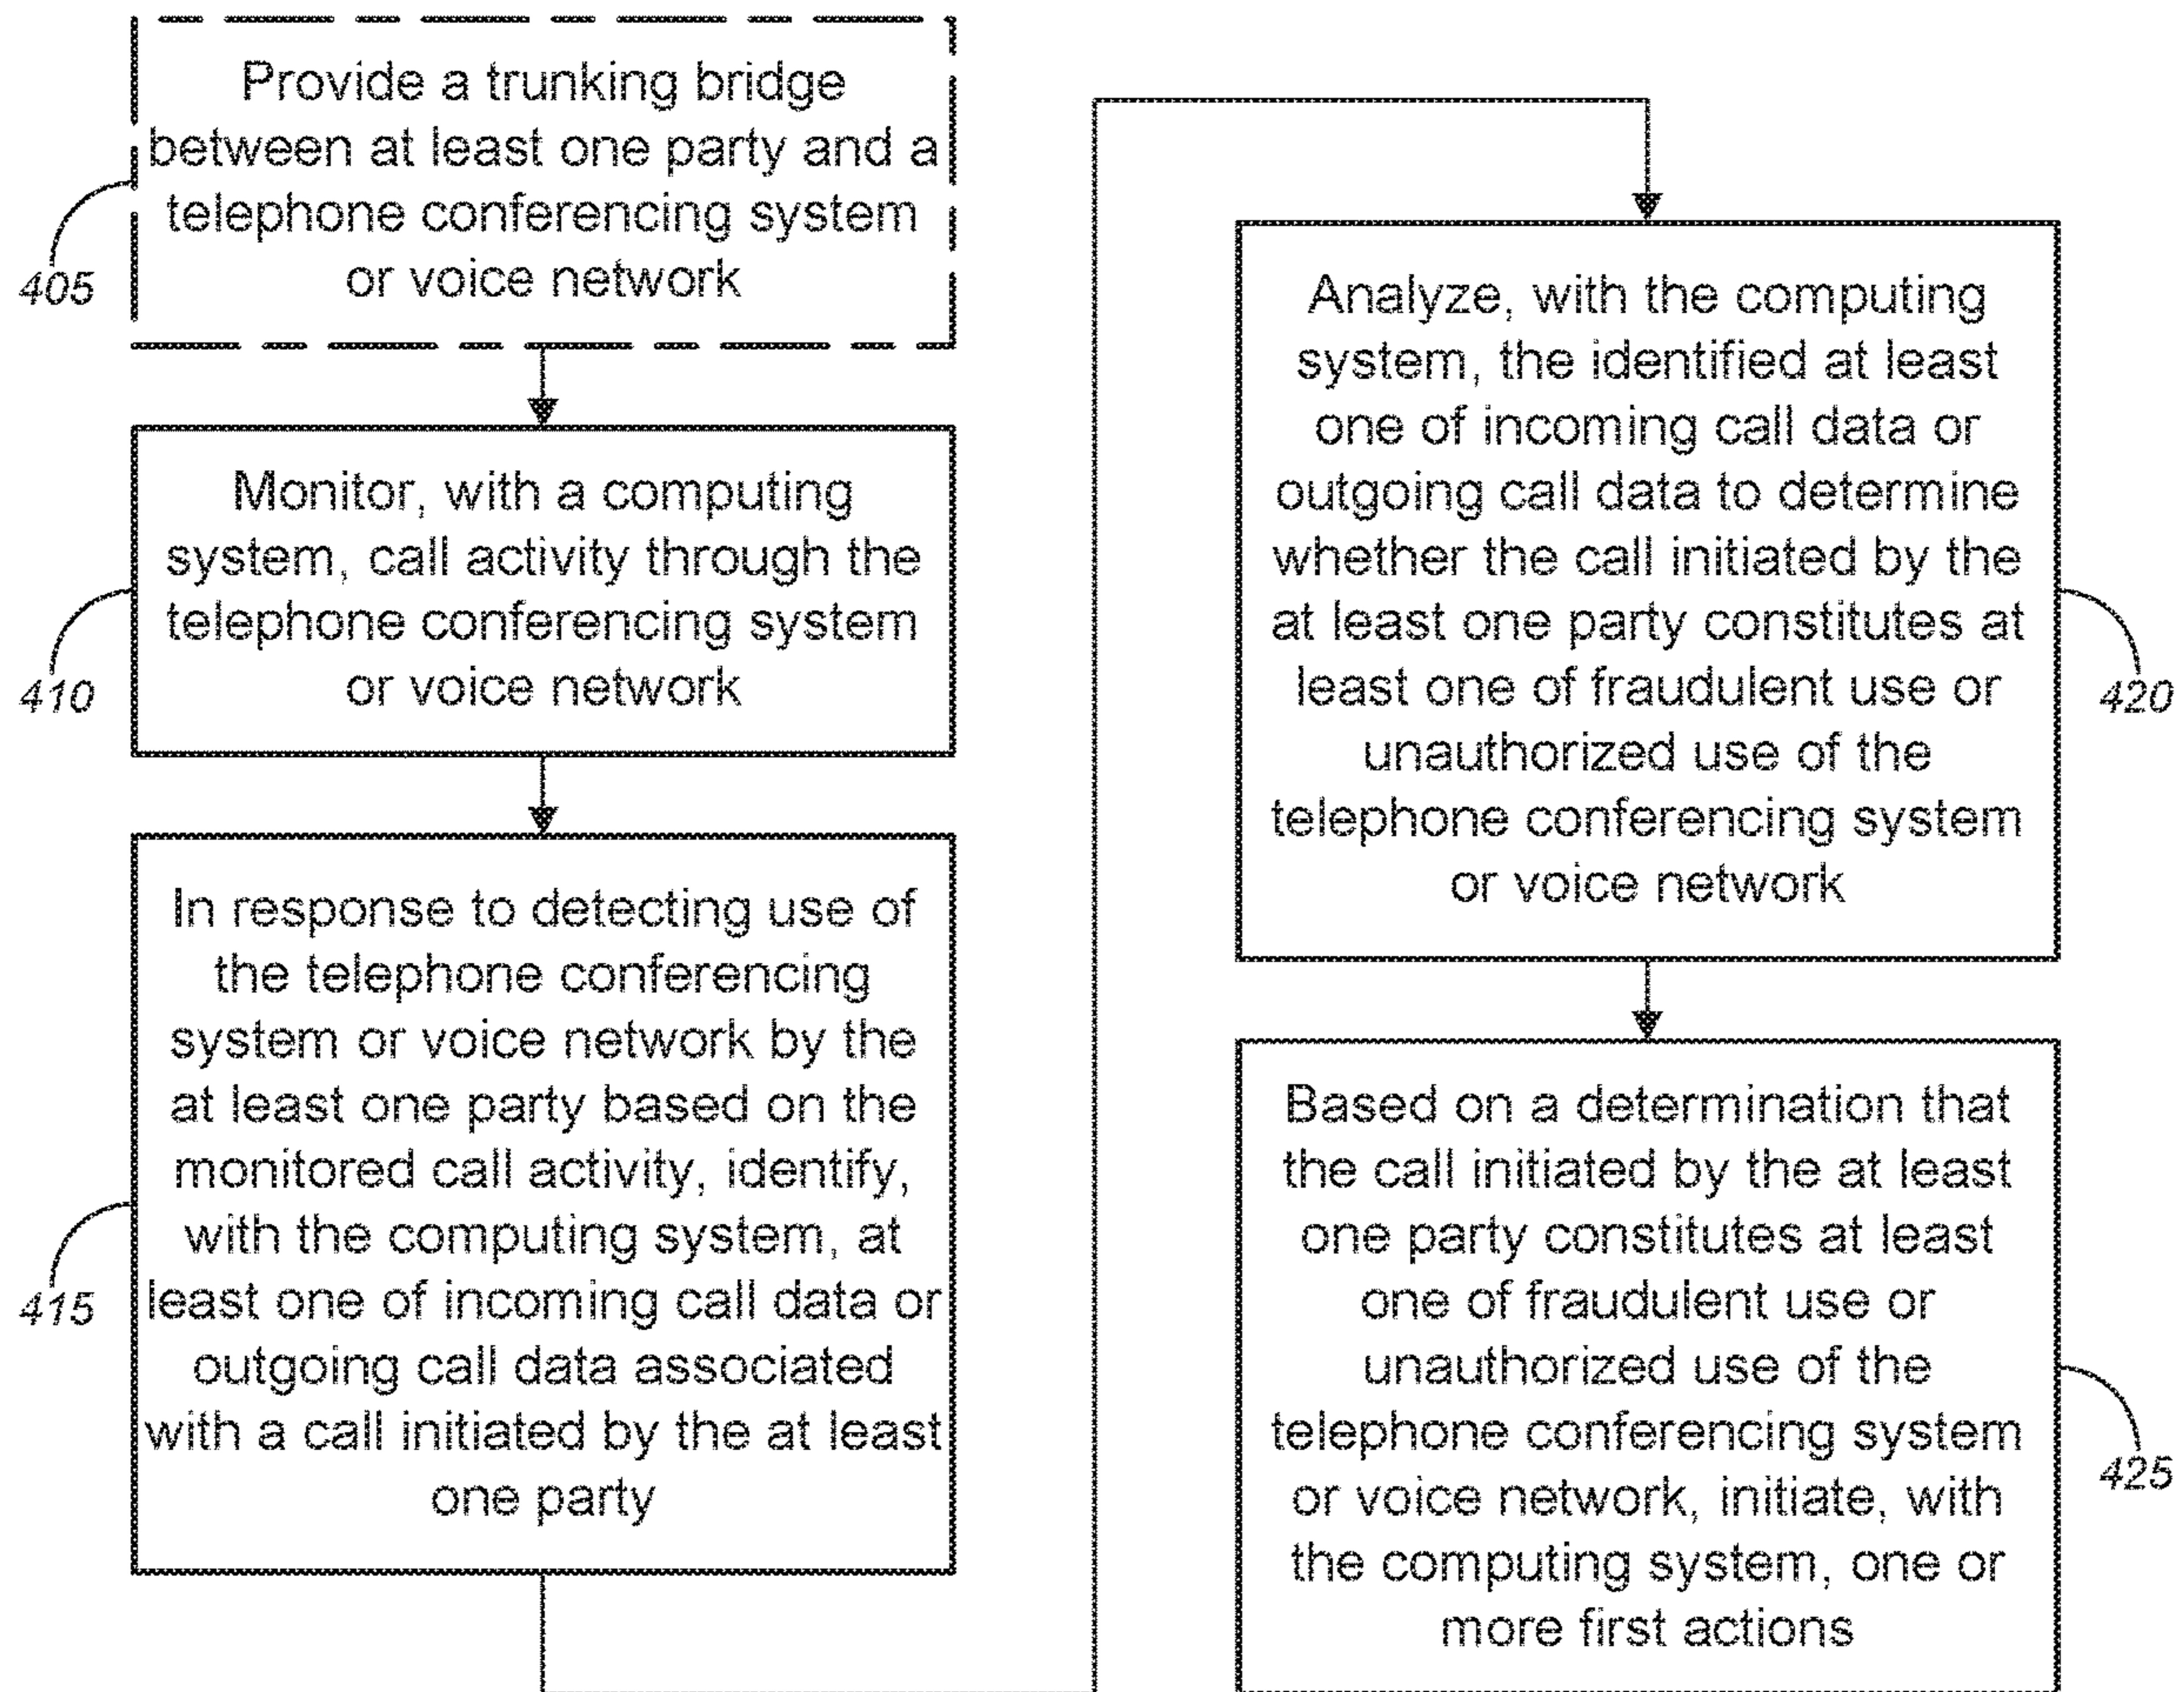 Provide a trunking bridge
between at least one party and a
telephone conferencing system
or voice network
405
Monitor, with a computing
system, call activity through the
telephone conferencing system
or voice network
410
In response to detecting use of
the telephone conferencing
system or voice network by the
at least one party based on the
monitored call activity, identify,
with the computing system, at
least one of incoming call data or
outgoing call data associated
with a call initiated by the at least
one party
415
Analyze, with the computing
system, the identified at least
one of incoming call data or
outgoing call data to determine
whether the call initiated by the
at least one party constitutes at
least one of fraudulent use or
unauthorized use of the
telephone conferencing system
or voice network
420
Based on a determination that
the call initiated by the at least
one party constitutes at least
one of fraudulent use or
unauthorized use of the
telephone conferencing system
or voice network, initiate, with
the computing system, one or
more first actions
425